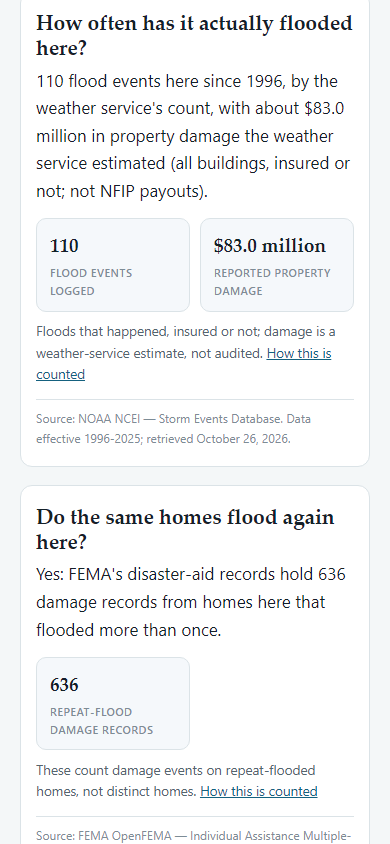 How often has it actually flooded
here?
110 flood events here since 1996, by the
weather service's count, with about $83.0
million in property damage the weather
service estimated (all buildings, insured or
not; not NFIP payouts).
110
FLOOD EVENTS
LOGGED
$83.0 million
REPORTED PROPERTY
DAMAGE
Floods that happened, insured or not; damage is a
weather-service estimate, not audited. How this is
counted
Source: NOAA NCEI — Storm Events Database. Data
effective 1996-2025; retrieved October 26, 2026.
Do the same homes flood again
here?
Yes: FEMA's disaster-aid records hold 636
damage records from homes here that
flooded more than once.
636
REPEAT-FLOOD
DAMAGE RECORDS
These count damage events on repeat-flooded
homes, not distinct homes. How this is counted
Source: FEMA OpenFEMA — Individual Assistance Multiple-